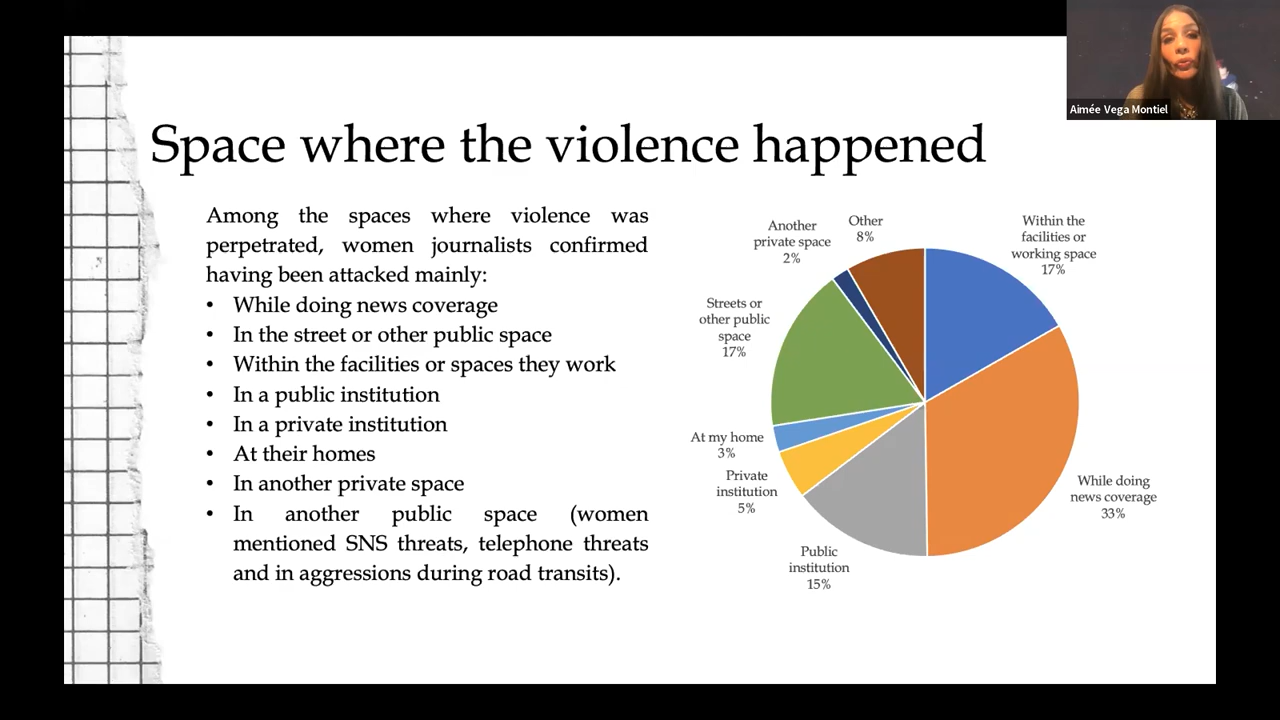 Aimée Vega Montiel
Space where the violence happened
Among the spaces where violence was
perpetrated, women journalists confirmed
having been attacked mainly:
• While doing news coverage
• In the street or other public space
• Within the facilities or spaces they work
• In a public institution
• In a private institution
• At their homes
• In another private space
• In another public space (women
mentioned SNS threats, telephone threats
and in aggressions during road transits).
Within the
facilities or
working space
17%
While doing
news coverage
33%
Public
institution
15%
Private
institution
5%
At my home
3%
Streets or
other public
space
17%
Another
private space
2%
Other
8%